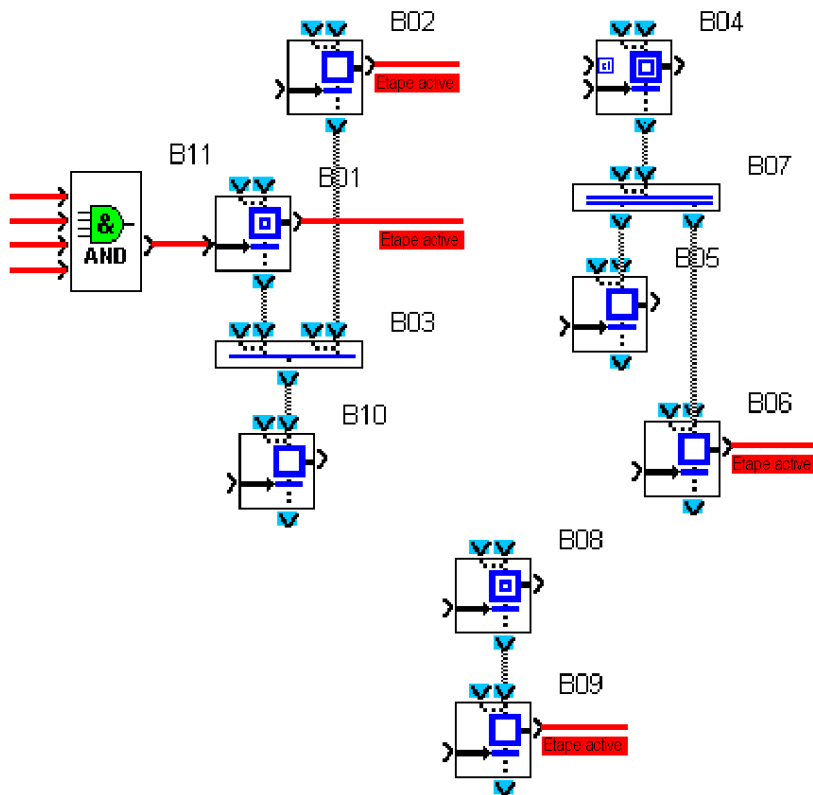 B02
B04
Etape active
B11
B07
&
B01
AND
Etape active
B05
B03
B06
B10
Etape active
B08
B09
Etape active